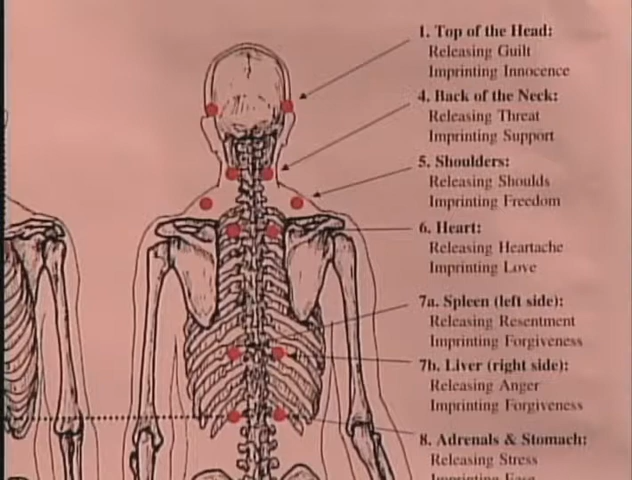 1. Top of the Head:
Releasing Guilt
Imprinting Innocence
4. Back of the Neck:
Releasing Threat
Imprinting Support
5. Shoulders:
Releasing Shoulds
Imprinting Freedom
6. Heart:
Releasing Heartache
Imprinting Love
7a. Spleen (left side):
Releasing Resentment
Imprinting Forgiveness
7b. Liver (right side):
Releasing Anger
Imprinting Forgiveness
8. Adrenals & Stomach:
Releasing Stress